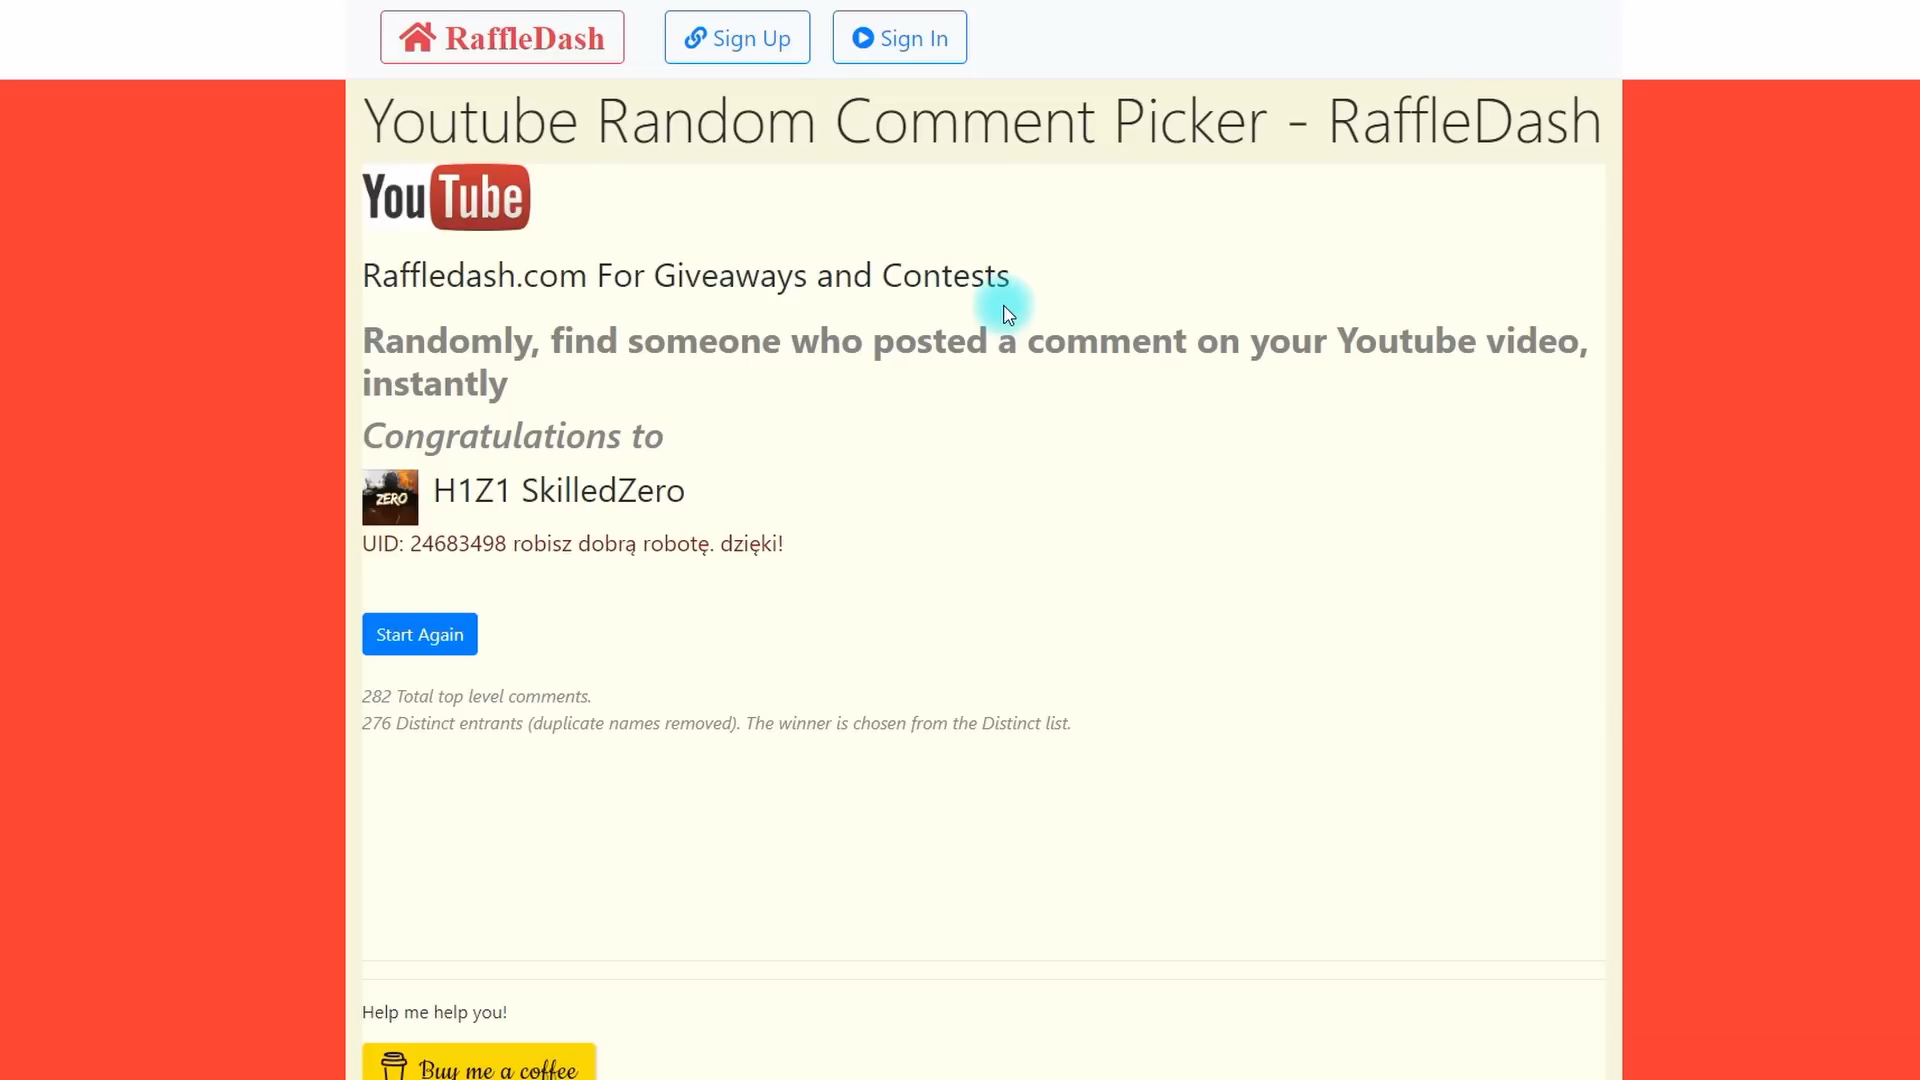 RaffleDash
Sign Up
Sign In
Youtube Random Comment Picker - RaffleDash
YouTube
Raffledash.com For Giveaways and Contests
Randomly, find someone who posted a comment on your Youtube video,
instantly
Congratulations to
ZERO
H1Z1 SkilledZero
UID: 24683498 robisz dobrą robotę. dzięki!
Start Again
282 Total top level comments.
276 Distinct entrants (duplicate names removed). The winner is chosen from the Distinct list.
Help me help you!
Buy me a coffee